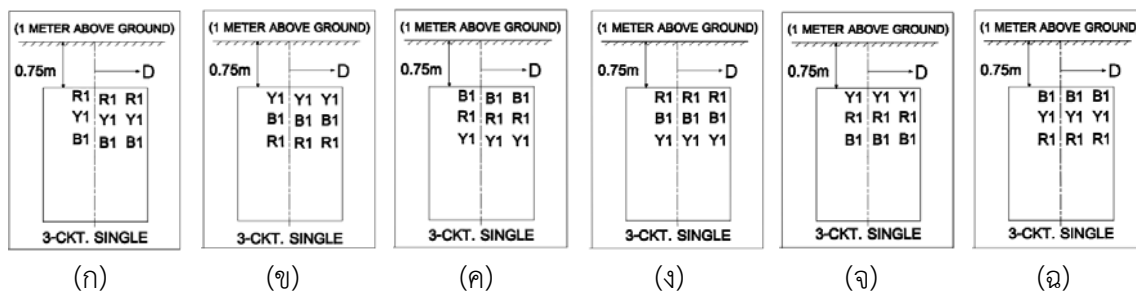 (1 METER ABOVE GROUND)
0.75m
D
R1 R1 R1
Y1 Y1 Y1
B1 B1 B1
3-CKT. SINGLE
(ก)
(1 METER ABOVE GROUND)
0.75m
D
Y1 Y1 Y1
B1 B1 B1
R1 R1 R1
3-CKT. SINGLE
(ข)
(1 METER ABOVE GROUND)
0.75m
D
B1 B1 B1
R1 R1 R1
Y1 Y1 Y1
3-CKT. SINGLE
(ค)
(1 METER ABOVE GROUND)
0.75m
D
R1 R1 R1
B1 B1 B1
Y1 Y1 Y1
3-CKT. SINGLE
(ง)
(1 METER ABOVE GROUND)
0.75m
D
Y1 Y1 Y1
R1 R1 R1
B1 B1 B1
3-CKT. SINGLE
(จ)
(1 METER ABOVE GROUND)
0.75m
D
B1 B1 B1
Y1 Y1 Y1
R1 R1 R1
3-CKT. SINGLE
(ฉ)